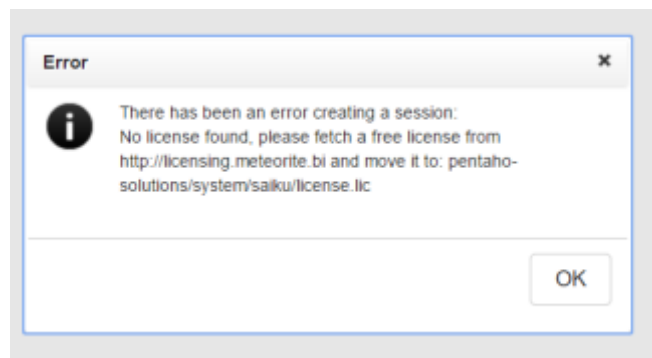 Error ×
There has been an error creating a session:
No license found, please fetch a free license from
http://licensing.meteorite.bi and move it to: pentaho-
solutions/system/saiku/license.lic
OK